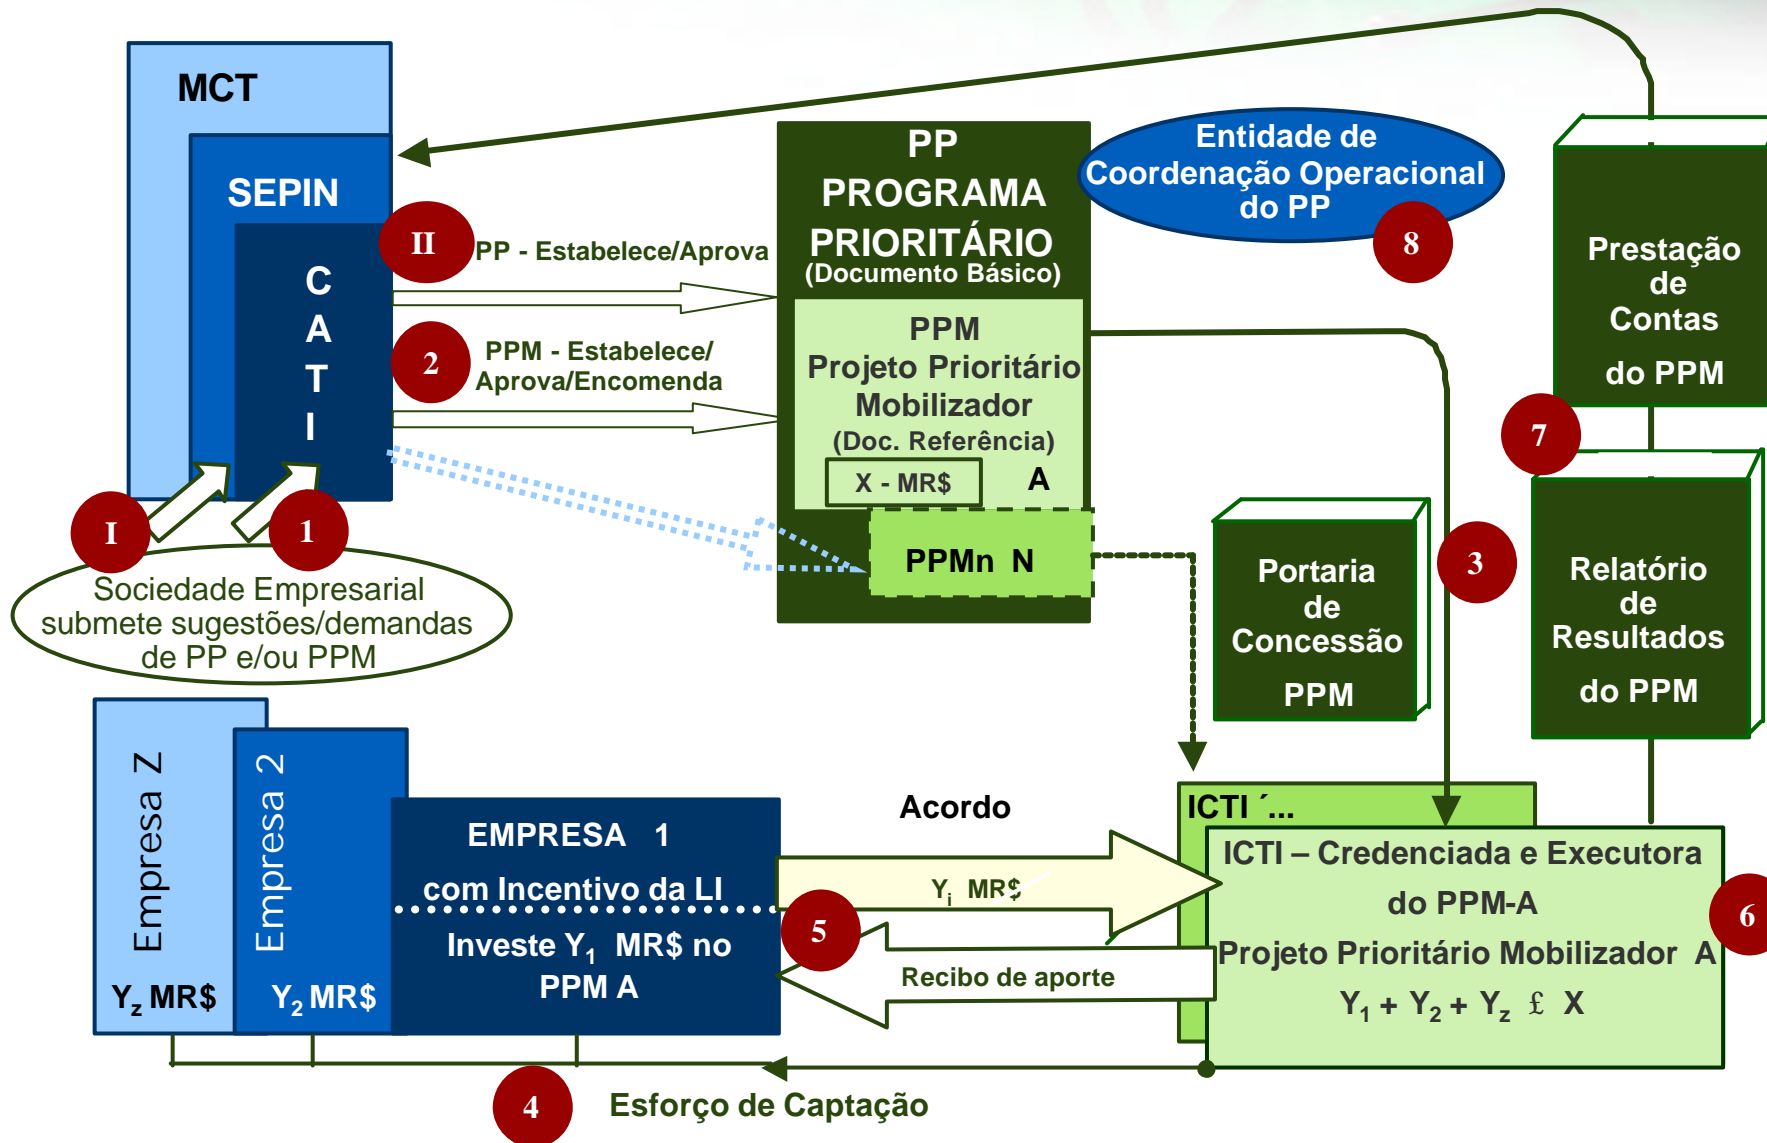 MCT
SEPIN
C
A
T
I
II
PP - Estabelece/Aprova
2
PPM - Estabelece/
Aprova/Encomenda
I
1
Sociedade Empresarial
submete sugestões/demandas
de PP e/ou PPM
PP
PROGRAMA
PRIORITÁRIO
(Documento Básico)
PPM
Projeto Prioritário
Mobilizador
(Doc. Referência)
X - MR$
A
PPMn N
Entidade de
Coordenação Operacional
do PP
8
Prestação
de
Contas
do PPM
7
Relatório
de
Resultados
do PPM
3
Portaria
de
Concessão
PPM
Empresa Z
Yz MR$
Empresa 2
Y2 MR$
EMPRESA 1
com Incentivo da LI
Investe Y1 MR$ no
PPM A
Acordo
Yi MR$
5
Recibo de aporte
ICTI ´...
ICTI – Credenciada e Executora
do PPM-A
Projeto Prioritário Mobilizador A
Y1 + Y2 + Yz £ X
6
4
Esforço de Captação